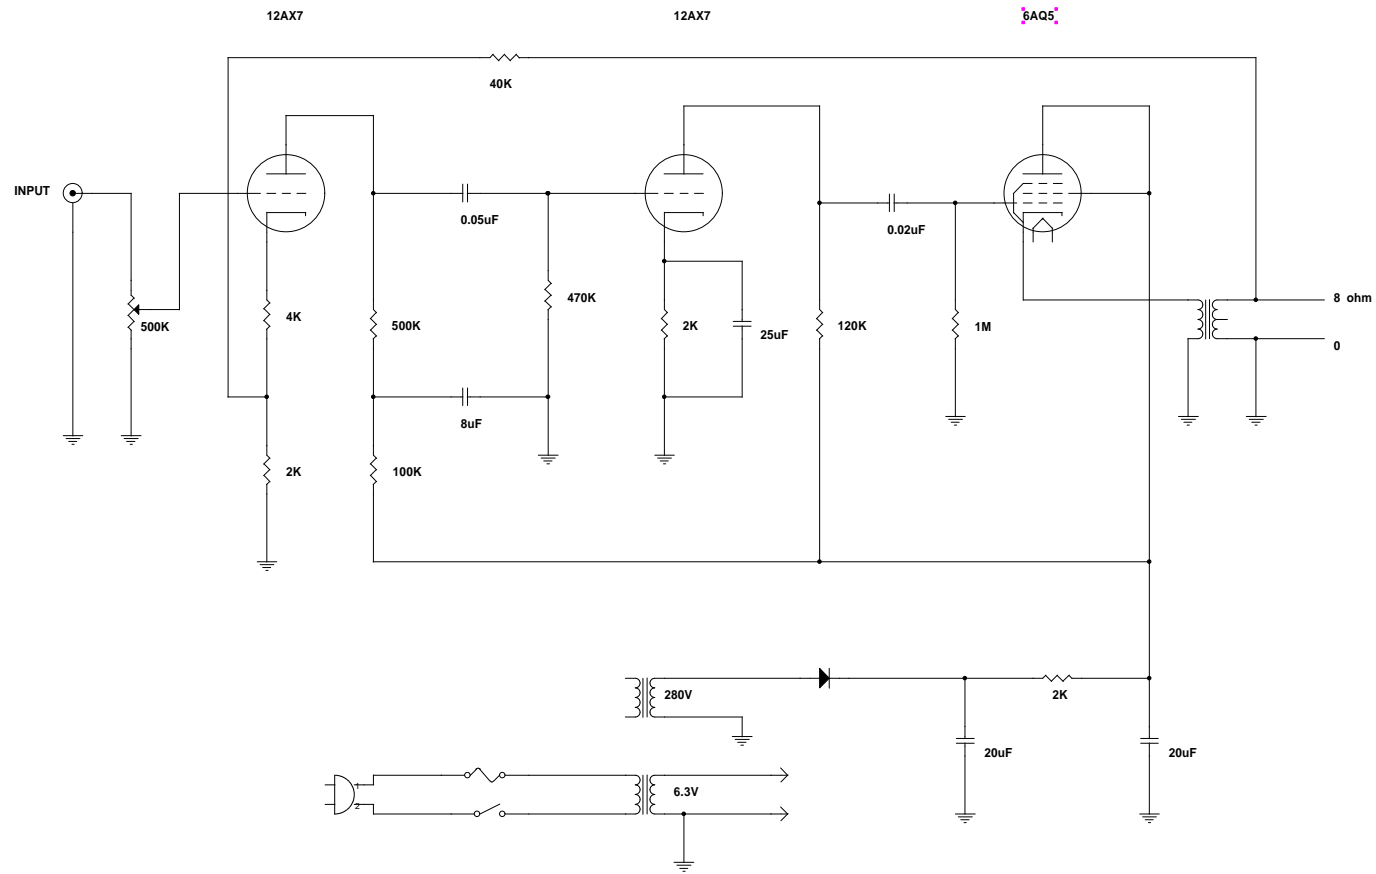 12AX7
12AX7
6AQ5
40K
INPUT
0.05uF
0.02uF
470K
8 ohm
4K
500K
500K
2K
25uF
120K
1M
0
8uF
2K
100K
280V
2K
20uF
20uF
1
6.3V
2